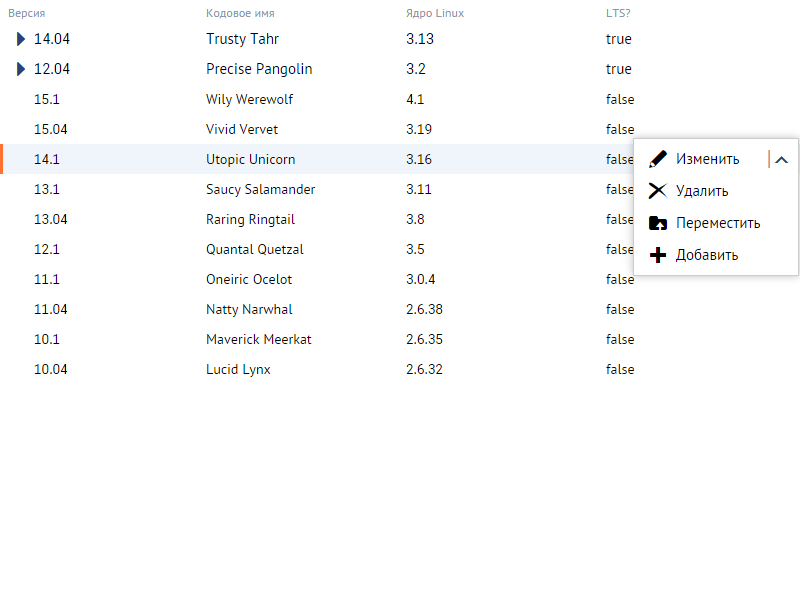 Версия Кодовое имя Ядро Linux LTS?
14.04 Trusty Tahr 3.13 true
12.04 Precise Pangolin 3.2 true
15.1 Wily Werewolf 4.1 false
15.04 Vivid Vervet 3.19 false
14.1 Utopic Unicorn 3.16 false Изменить
13.1 Saucy Salamander 3.11 false Удалить
13.04 Raring Ringtail 3.8 false Переместить
12.1 Quantal Quetzal 3.5 false Добавить
11.1 Oneiric Ocelot 3.0.4 false
11.04 Natty Narwhal 2.6.38 false
10.1 Maverick Meerkat 2.6.35 false
10.04 Lucid Lynx 2.6.32 false